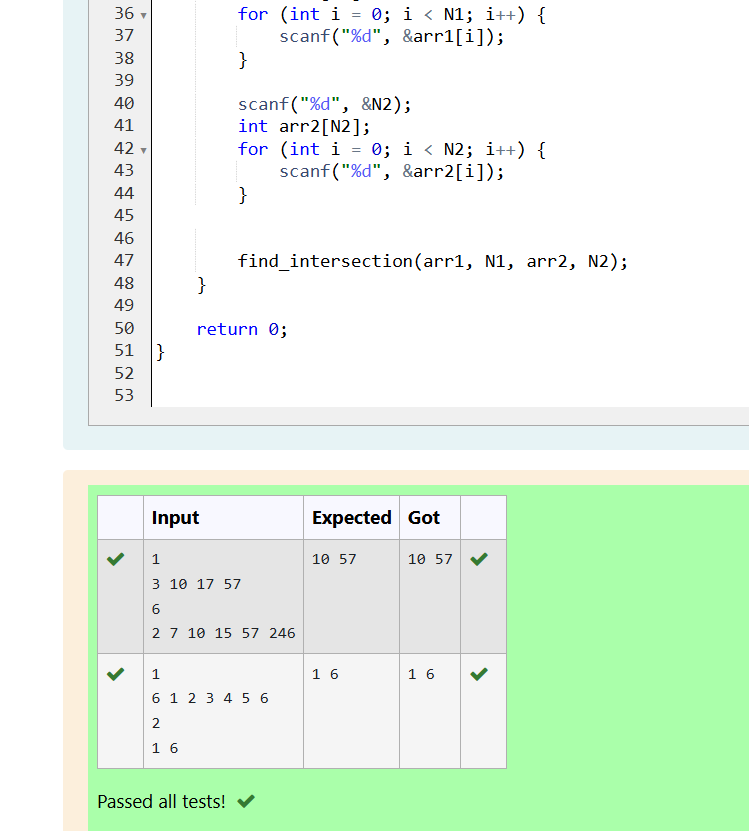 36 for (int i = 0; i < N1; i++) {
37 scanf("%d", &arr1[i]);
38 }
39
40 scanf("%d", &N2);
41 int arr2[N2];
42 for (int i = 0; i < N2; i++) {
43 scanf("%d", &arr2[i]);
44 }
45
46
47 find_intersection(arr1, N1, arr2, N2);
48 }
49
50 return 0;
51 }
52
53
Input Expected Got
1 10 57 10 57
3 10 17 57
6
2 7 10 15 57 246
1 1 6 1 6
6 1 2 3 4 5 6
2
1 6
Passed all tests!